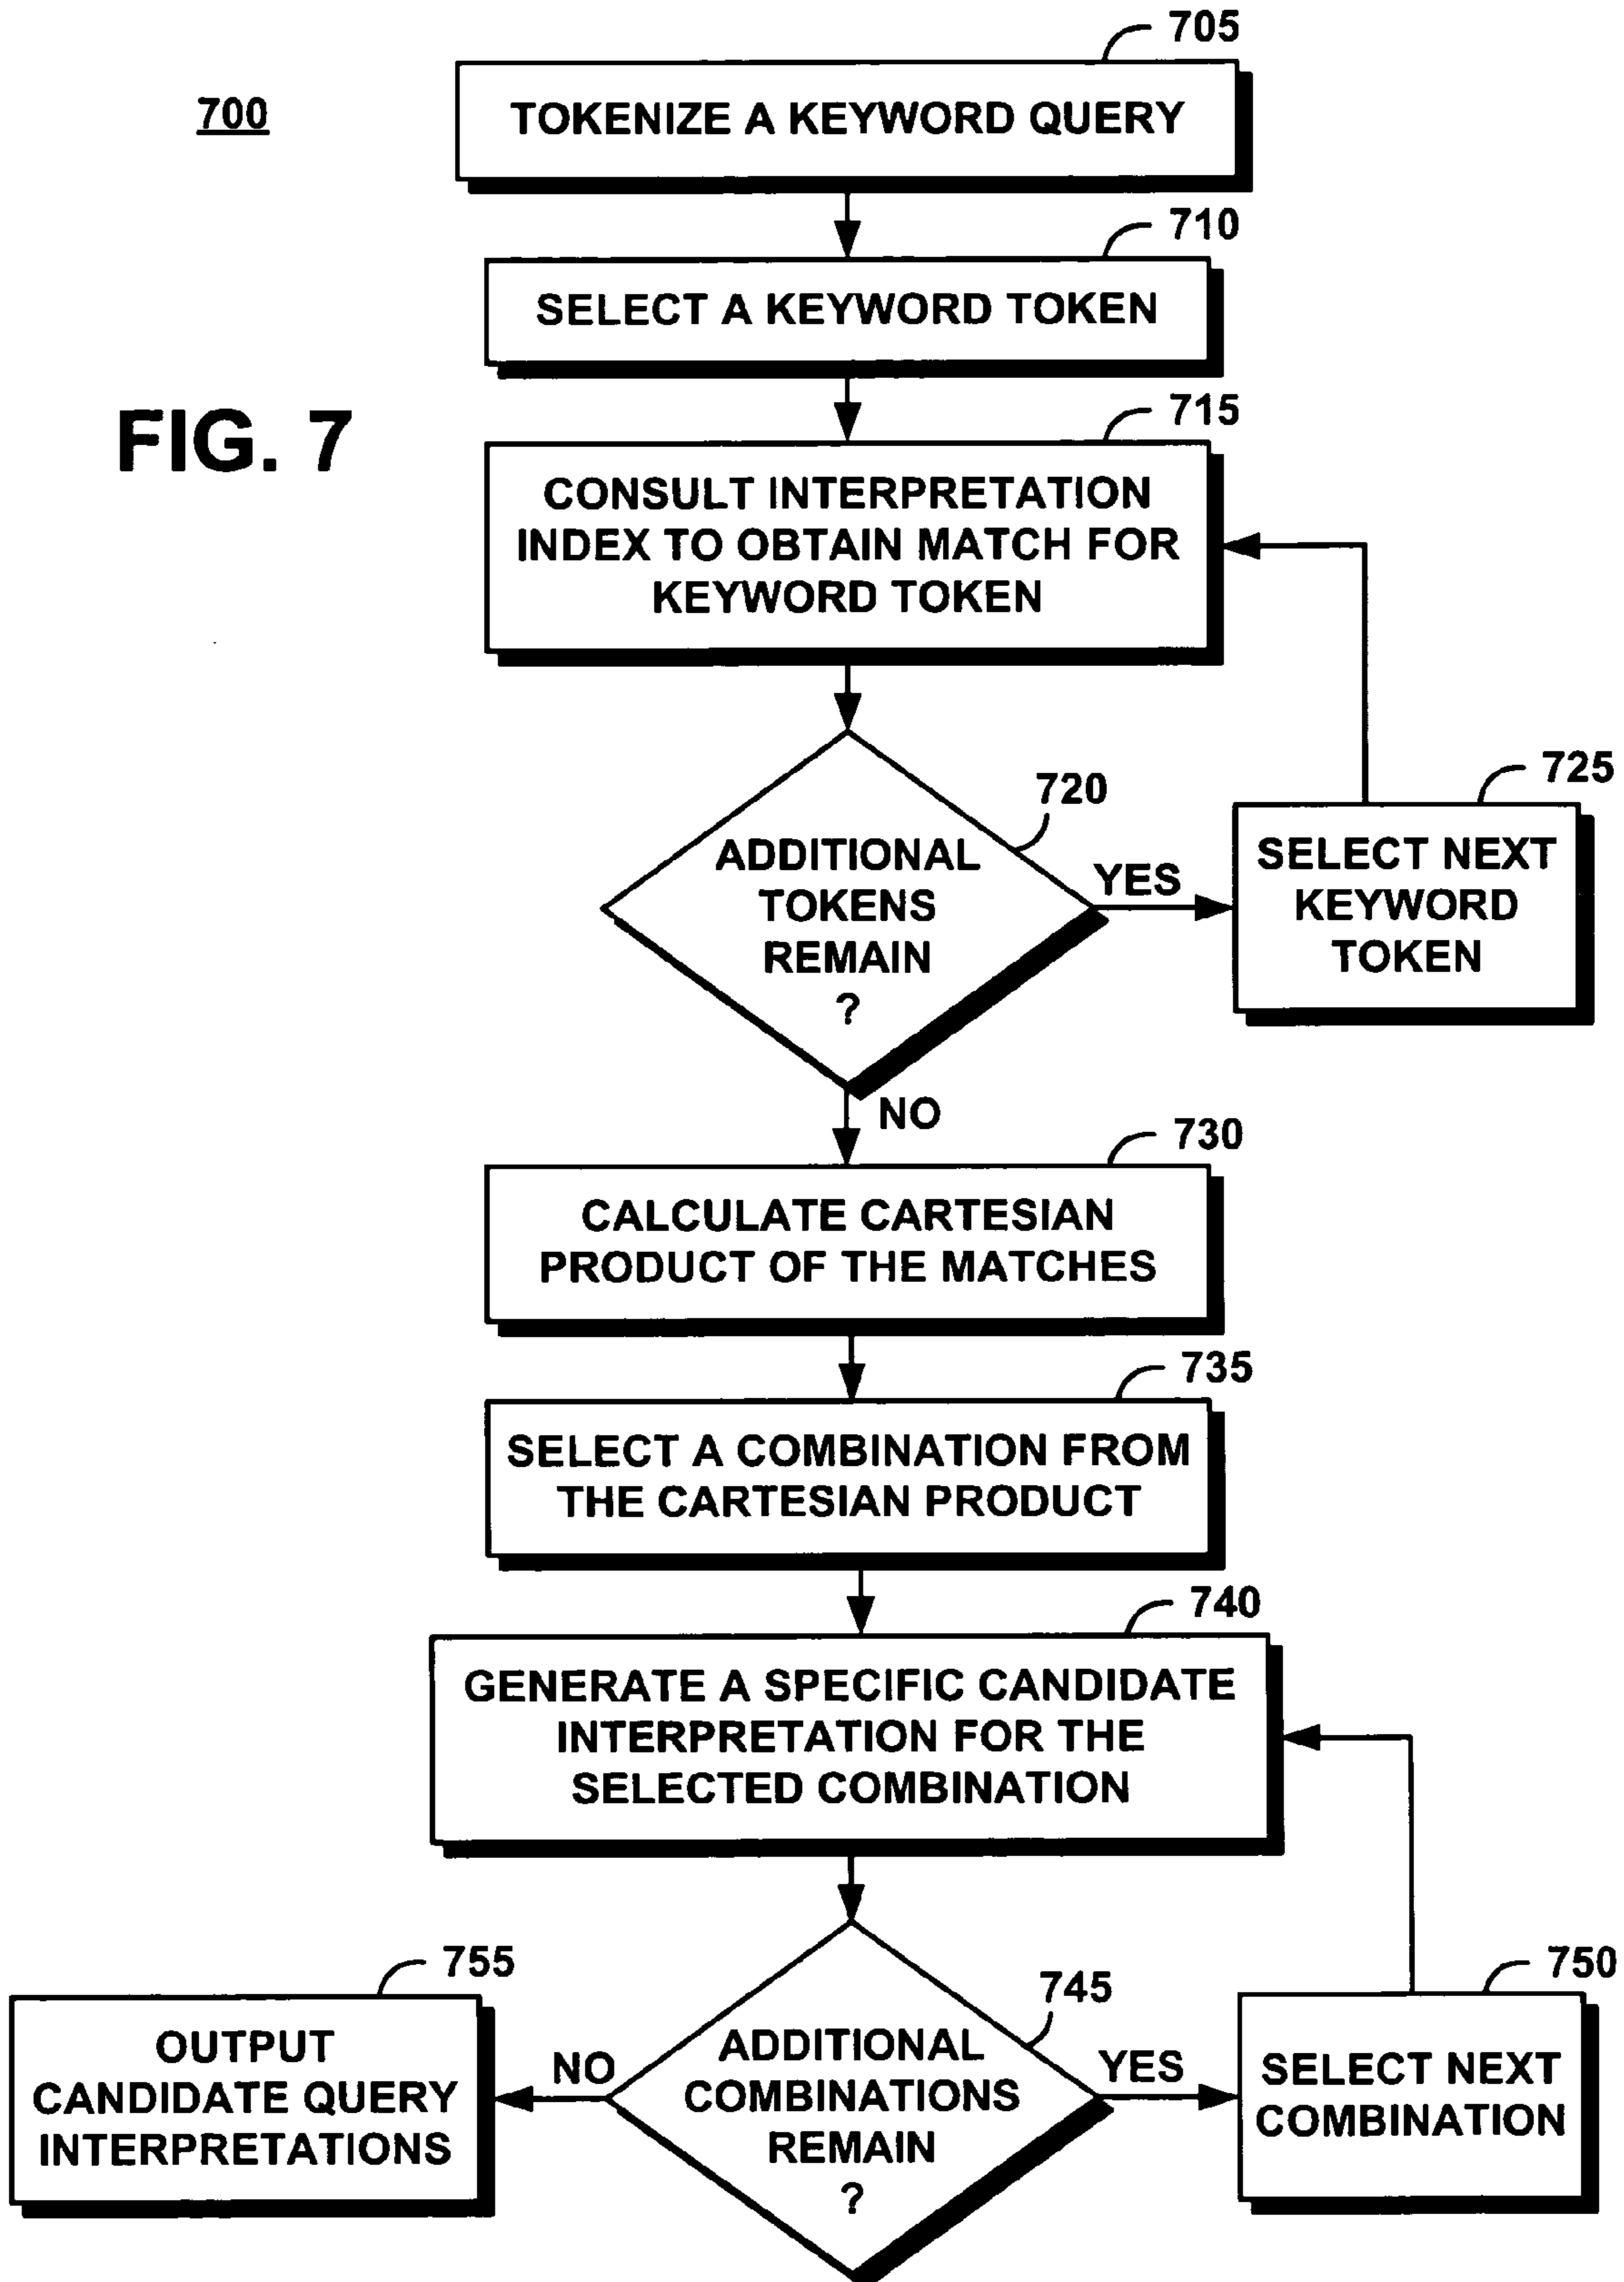 705
700
TOKENIZE A KEYWORD QUERY
710
SELECT A KEYWORD TOKEN
FIG. 7
715
CONSULT INTERPRETATION
INDEX TO OBTAIN MATCH FOR
KEYWORD TOKEN
720
ADDITIONAL
TOKENS
REMAIN
?
YES
725
SELECT NEXT
KEYWORD
TOKEN
NO
730
CALCULATE CARTESIAN
PRODUCT OF THE MATCHES
735
SELECT A COMBINATION FROM
THE CARTESIAN PRODUCT
740
GENERATE A SPECIFIC CANDIDATE
INTERPRETATION FOR THE
SELECTED COMBINATION
755
OUTPUT
CANDIDATE QUERY
INTERPRETATIONS
NO
745
ADDITIONAL
COMBINATIONS
REMAIN
?
YES
750
SELECT NEXT
COMBINATION